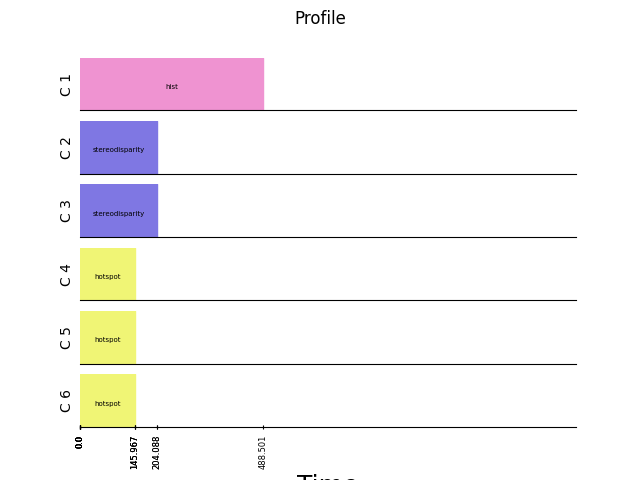 Profile
C 1
hist
C 2
stereodisparity
C 3
stereodisparity
C 4
hotspot
C 5
hotspot
C 6
hotspot
0.0
145.967
204.088
488.501
Time